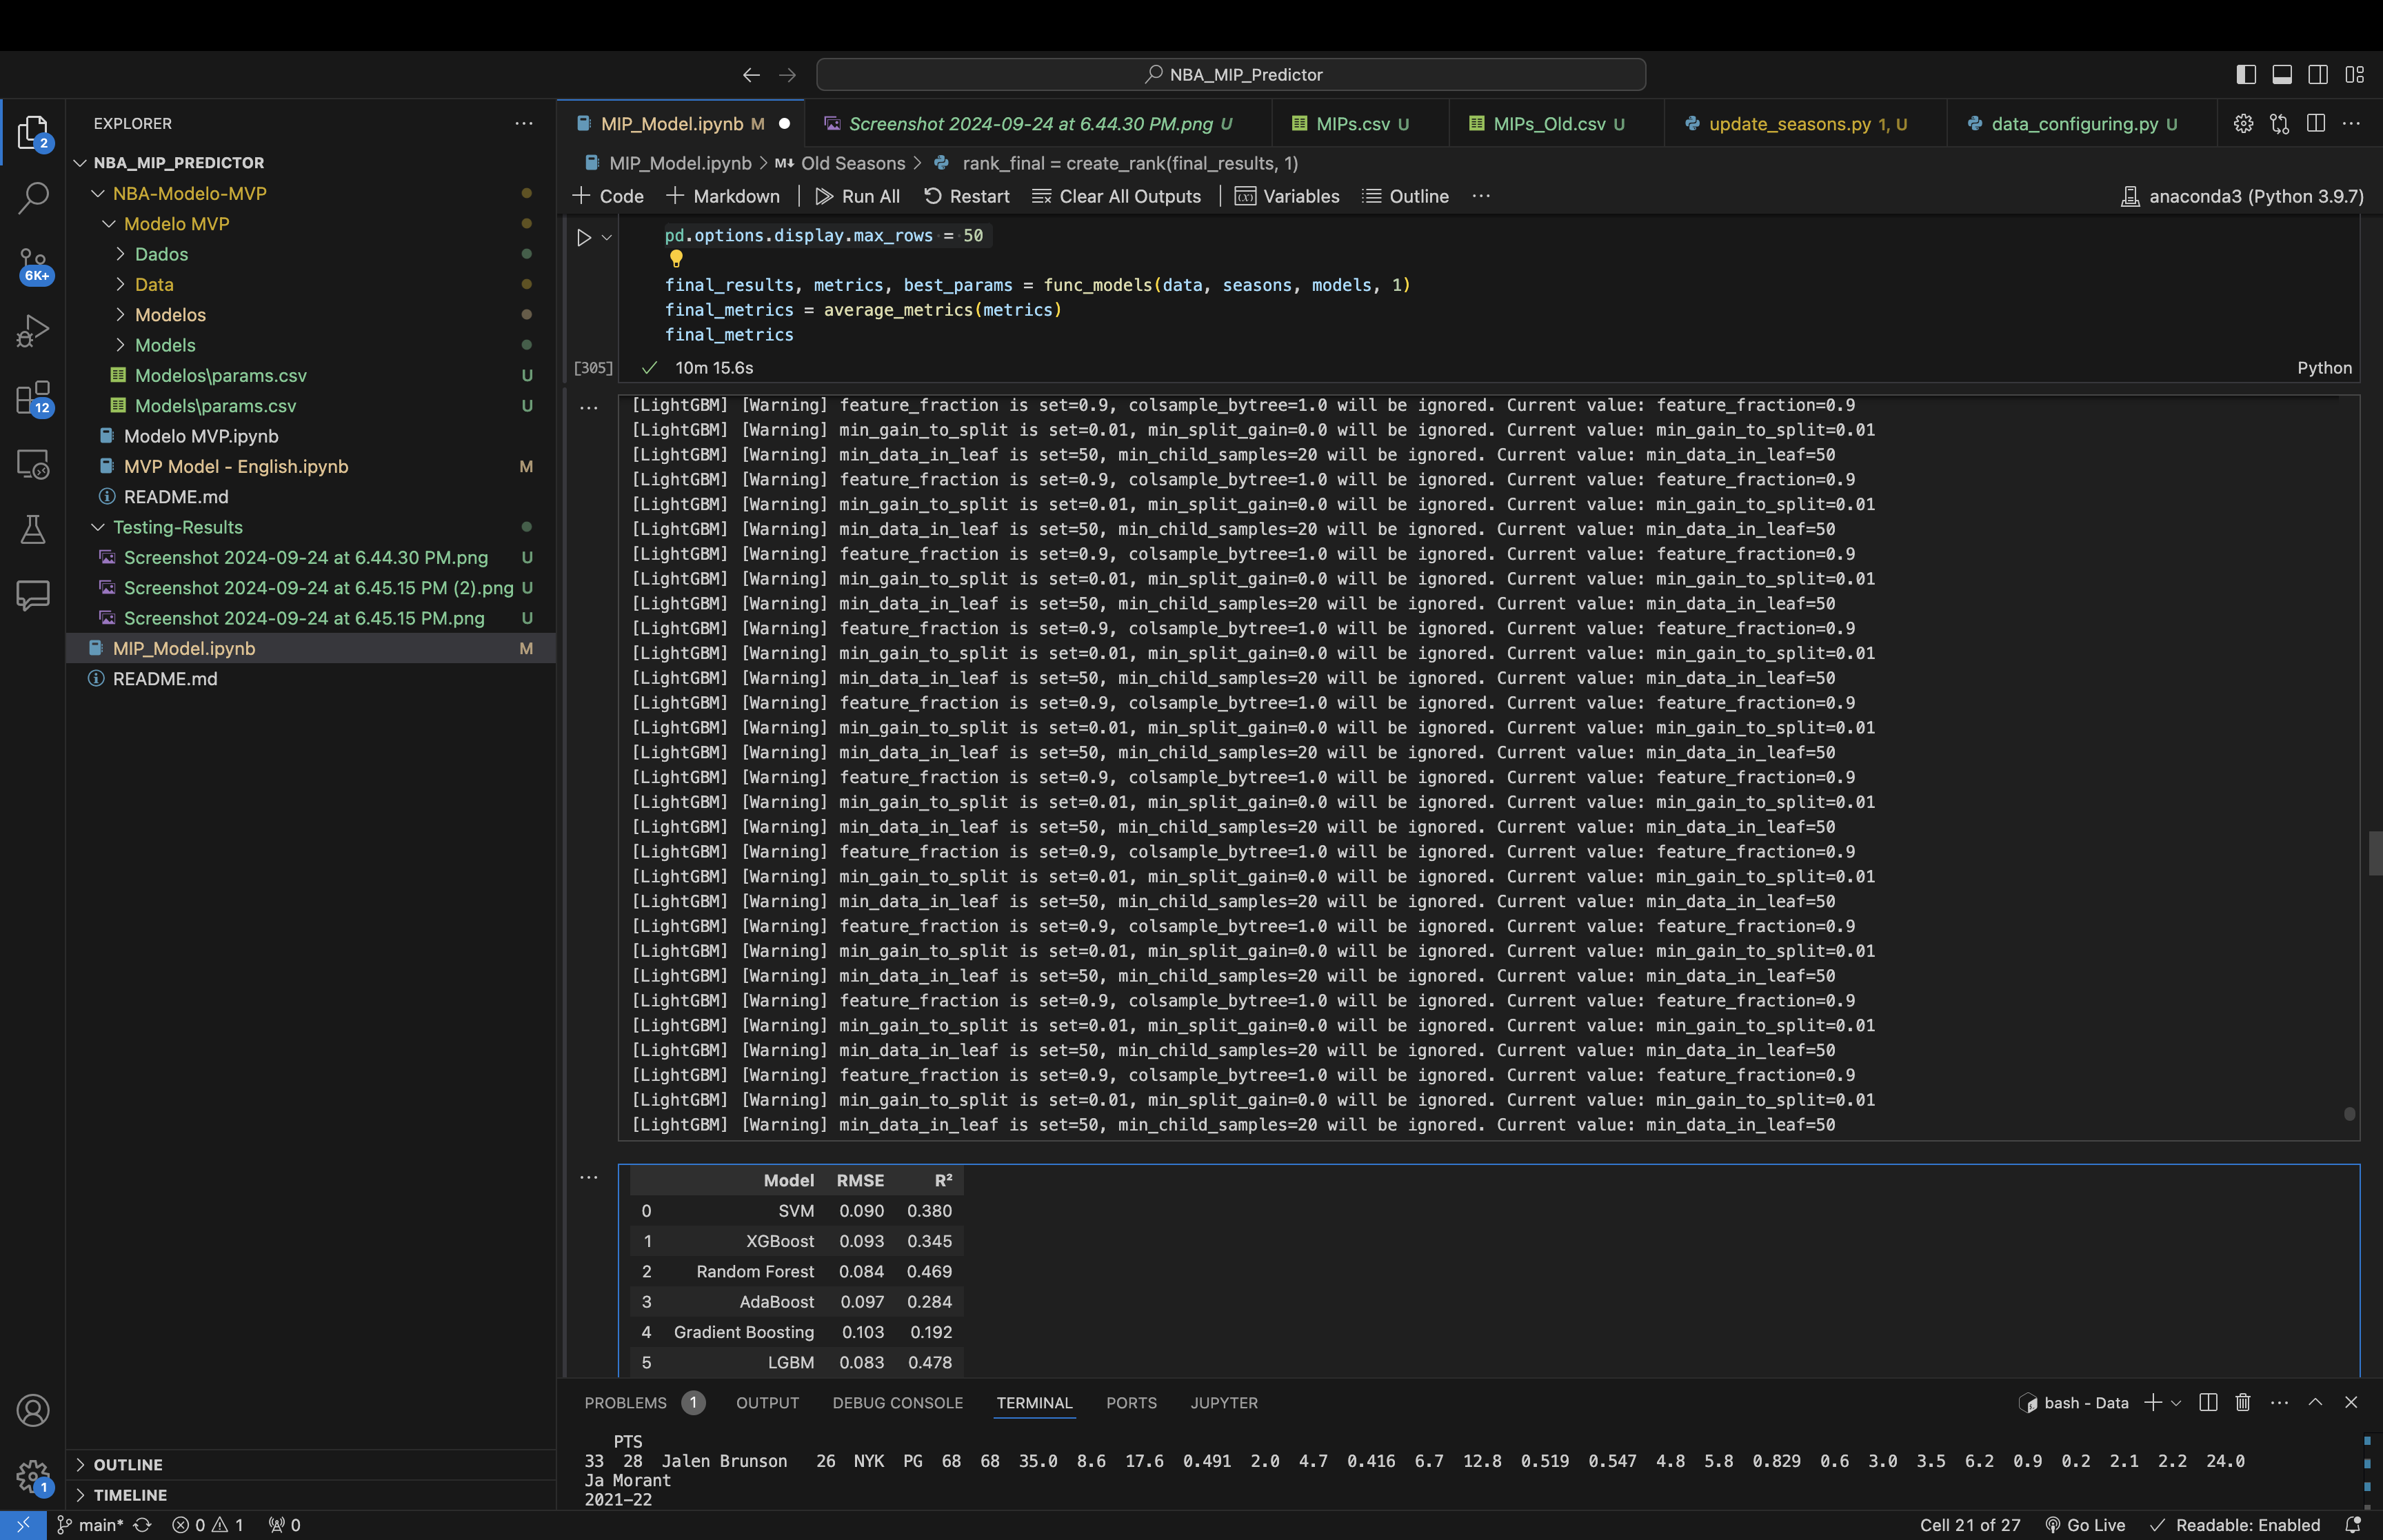 NBA_MIP_Predictor
EXPLORER
NBA_MIP_PREDICTOR
NBA-Modelo-MVP
Modelo MVP
Dados
Data
Modelos
Models
Modelos\params.csv U
Models\params.csv U
Modelo MVP.ipynb
MVP Model - English.ipynb M
README.md
Testing-Results
Screenshot 2024-09-24 at 6.44.30 PM.png U
Screenshot 2024-09-24 at 6.45.15 PM (2).png U
Screenshot 2024-09-24 at 6.45.15 PM.png U
MIP_Model.ipynb M
README.md
OUTLINE
TIMELINE
2
6K+
12
1
MIP_Model.ipynb M
Screenshot 2024-09-24 at 6.44.30 PM.png U
MIPs.csv U
MIPs_Old.csv U
update_seasons.py 1, U
data_configuring.py U
MIP_Model.ipynb > M↓ Old Seasons > rank_final = create_rank(final_results, 1)
+ Code + Markdown | Run All Restart Clear All Outputs | Variables Outline ...
anaconda3 (Python 3.9.7)
pd.options.display.max_rows = 50
final_results, metrics, best_params = func_models(data, seasons, models, 1)
final_metrics = average_metrics(metrics)
final_metrics
[305] ✓ 10m 15.6s Python
[LightGBM] [Warning] feature_fraction is set=0.9, colsample_bytree=1.0 will be ignored. Current value: feature_fraction=0.9
[LightGBM] [Warning] min_gain_to_split is set=0.01, min_split_gain=0.0 will be ignored. Current value: min_gain_to_split=0.01
[LightGBM] [Warning] min_data_in_leaf is set=50, min_child_samples=20 will be ignored. Current value: min_data_in_leaf=50
[LightGBM] [Warning] feature_fraction is set=0.9, colsample_bytree=1.0 will be ignored. Current value: feature_fraction=0.9
[LightGBM] [Warning] min_gain_to_split is set=0.01, min_split_gain=0.0 will be ignored. Current value: min_gain_to_split=0.01
[LightGBM] [Warning] min_data_in_leaf is set=50, min_child_samples=20 will be ignored. Current value: min_data_in_leaf=50
[LightGBM] [Warning] feature_fraction is set=0.9, colsample_bytree=1.0 will be ignored. Current value: feature_fraction=0.9
[LightGBM] [Warning] min_gain_to_split is set=0.01, min_split_gain=0.0 will be ignored. Current value: min_gain_to_split=0.01
[LightGBM] [Warning] min_data_in_leaf is set=50, min_child_samples=20 will be ignored. Current value: min_data_in_leaf=50
[LightGBM] [Warning] feature_fraction is set=0.9, colsample_bytree=1.0 will be ignored. Current value: feature_fraction=0.9
[LightGBM] [Warning] min_gain_to_split is set=0.01, min_split_gain=0.0 will be ignored. Current value: min_gain_to_split=0.01
[LightGBM] [Warning] min_data_in_leaf is set=50, min_child_samples=20 will be ignored. Current value: min_data_in_leaf=50
[LightGBM] [Warning] feature_fraction is set=0.9, colsample_bytree=1.0 will be ignored. Current value: feature_fraction=0.9
[LightGBM] [Warning] min_gain_to_split is set=0.01, min_split_gain=0.0 will be ignored. Current value: min_gain_to_split=0.01
[LightGBM] [Warning] min_data_in_leaf is set=50, min_child_samples=20 will be ignored. Current value: min_data_in_leaf=50
[LightGBM] [Warning] feature_fraction is set=0.9, colsample_bytree=1.0 will be ignored. Current value: feature_fraction=0.9
[LightGBM] [Warning] min_gain_to_split is set=0.01, min_split_gain=0.0 will be ignored. Current value: min_gain_to_split=0.01
[LightGBM] [Warning] min_data_in_leaf is set=50, min_child_samples=20 will be ignored. Current value: min_data_in_leaf=50
[LightGBM] [Warning] feature_fraction is set=0.9, colsample_bytree=1.0 will be ignored. Current value: feature_fraction=0.9
[LightGBM] [Warning] min_gain_to_split is set=0.01, min_split_gain=0.0 will be ignored. Current value: min_gain_to_split=0.01
[LightGBM] [Warning] min_data_in_leaf is set=50, min_child_samples=20 will be ignored. Current value: min_data_in_leaf=50
[LightGBM] [Warning] feature_fraction is set=0.9, colsample_bytree=1.0 will be ignored. Current value: feature_fraction=0.9
[LightGBM] [Warning] min_gain_to_split is set=0.01, min_split_gain=0.0 will be ignored. Current value: min_gain_to_split=0.01
[LightGBM] [Warning] min_data_in_leaf is set=50, min_child_samples=20 will be ignored. Current value: min_data_in_leaf=50
[LightGBM] [Warning] feature_fraction is set=0.9, colsample_bytree=1.0 will be ignored. Current value: feature_fraction=0.9
[LightGBM] [Warning] min_gain_to_split is set=0.01, min_split_gain=0.0 will be ignored. Current value: min_gain_to_split=0.01
[LightGBM] [Warning] min_data_in_leaf is set=50, min_child_samples=20 will be ignored. Current value: min_data_in_leaf=50
[LightGBM] [Warning] feature_fraction is set=0.9, colsample_bytree=1.0 will be ignored. Current value: feature_fraction=0.9
[LightGBM] [Warning] min_gain_to_split is set=0.01, min_split_gain=0.0 will be ignored. Current value: min_gain_to_split=0.01
[LightGBM] [Warning] min_data_in_leaf is set=50, min_child_samples=20 will be ignored. Current value: min_data_in_leaf=50
Model RMSE R²
0 SVM 0.090 0.380
1 XGBoost 0.093 0.345
2 Random Forest 0.084 0.469
3 AdaBoost 0.097 0.284
4 Gradient Boosting 0.103 0.192
5 LGBM 0.083 0.478
PROBLEMS 1 OUTPUT DEBUG CONSOLE TERMINAL PORTS JUPYTER
bash - Data
PTS
33 28 Jalen Brunson 26 NYK PG 68 68 35.0 8.6 17.6 0.491 2.0 4.7 0.416 6.7 12.8 0.519 0.547 4.8 5.8 0.829 0.6 3.0 3.5 6.2 0.9 0.2 2.1 2.2 24.0
Ja Morant
2021-22
main* 0 1 0
Cell 21 of 27 Go Live Readable: Enabled